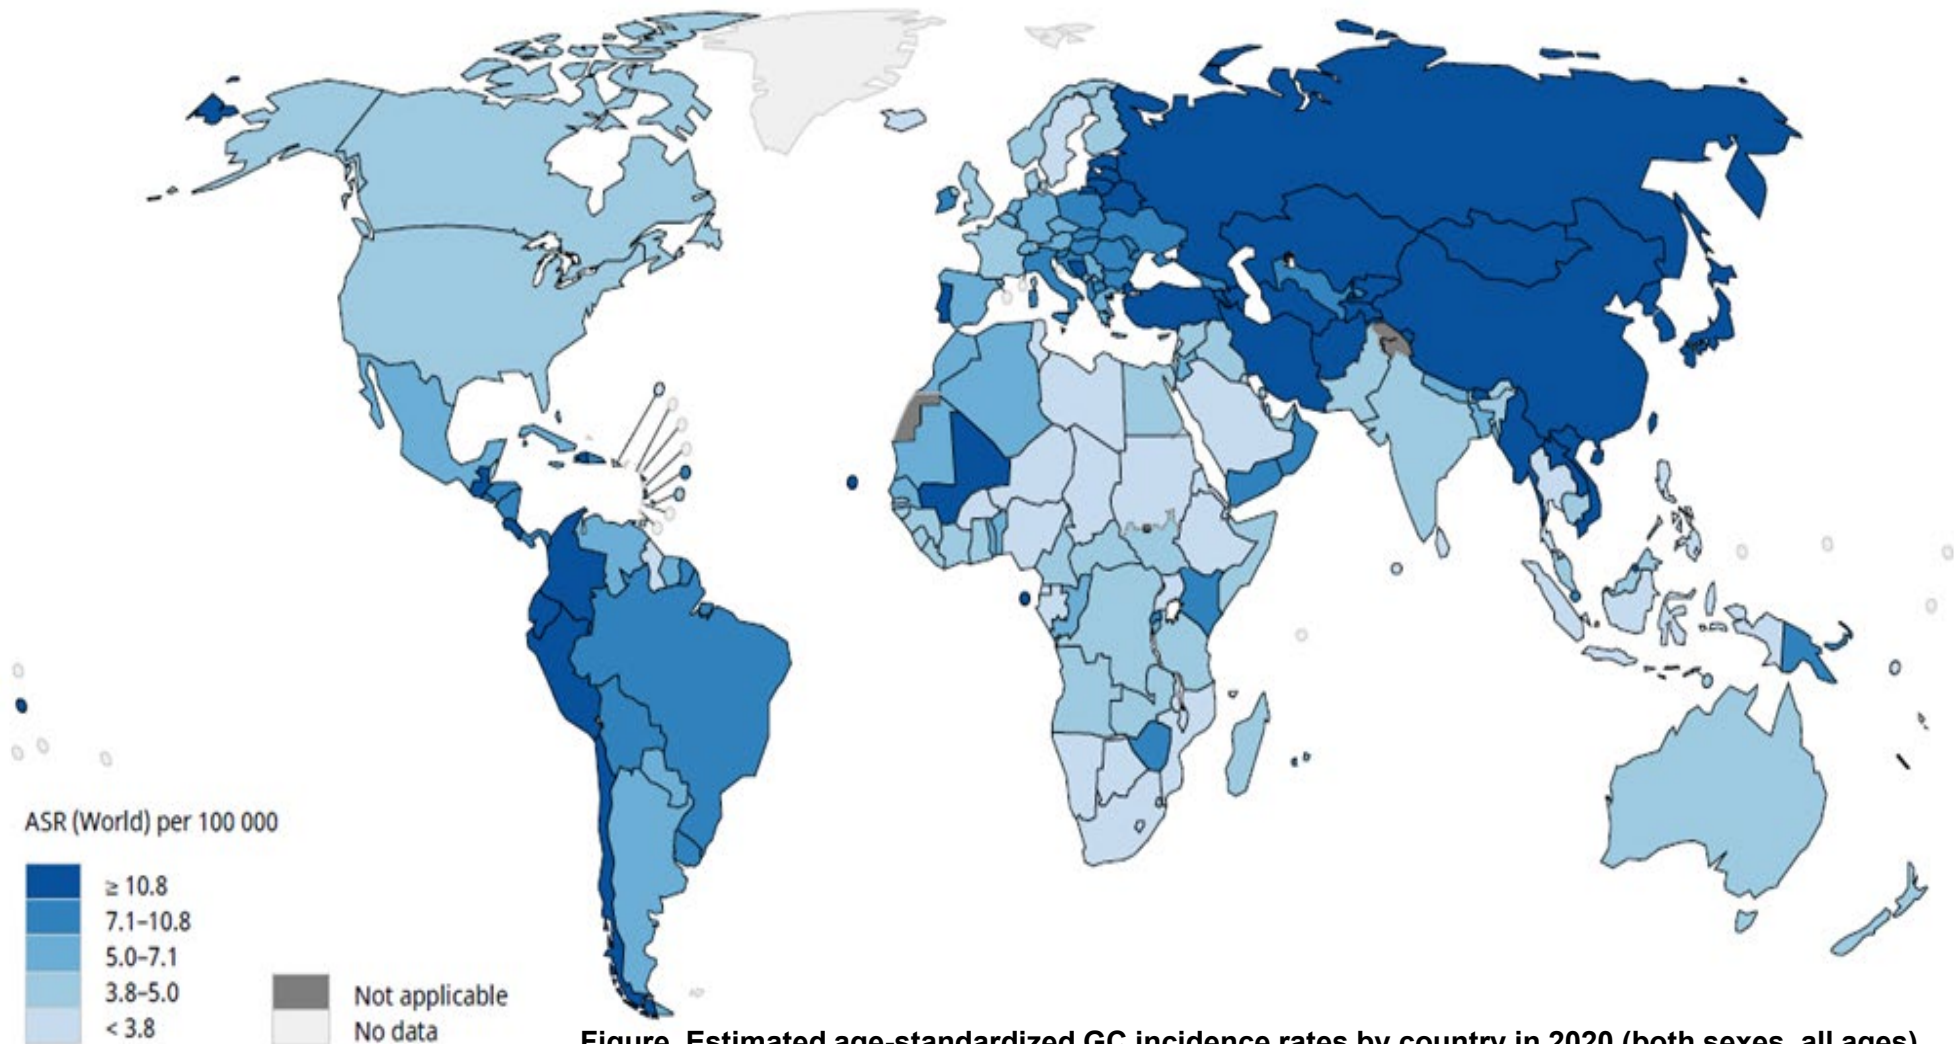 ASR (World) per 100 000
≥ 10.8
7.1–10.8
5.0–7.1
3.8–5.0
< 3.8
Not applicable
No data
Figure. Estimated age-standardized GC incidence rates by country in 2020 (both sexes, all ages)